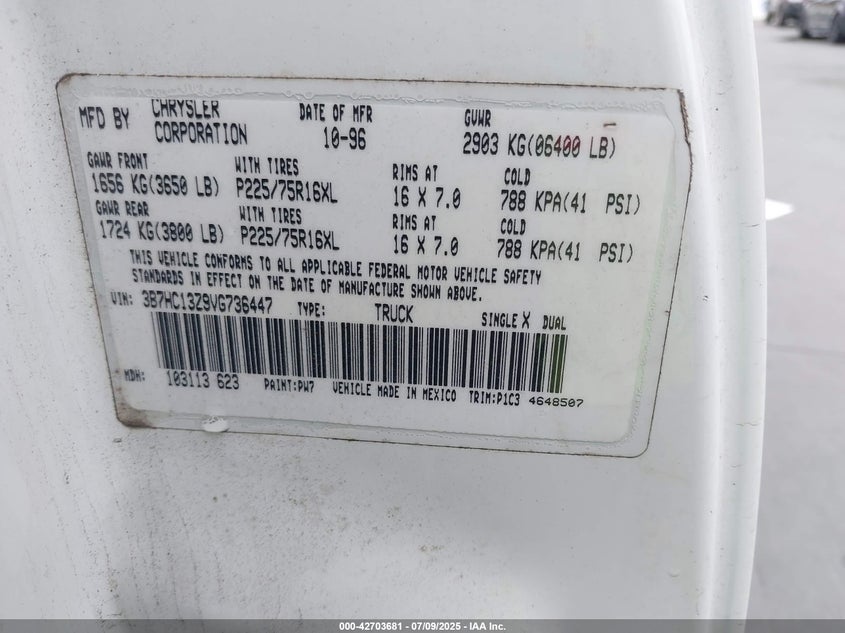 MFD BY CHRYSLER CORPORATION DATE OF MFR 10-96 GVWR 2903 KG(06400 LB)
GAWR FRONT WITH TIRES RIMS AT COLD
1656 KG(3650 LB) P225/75R16XL 16 X 7.0 788 KPA(41 PSI)
GAWR REAR WITH TIRES RIMS AT COLD
1724 KG(3800 LB) P225/75R16XL 16 X 7.0 788 KPA(41 PSI)
THIS VEHICLE CONFORMS TO ALL APPLICABLE FEDERAL MOTOR VEHICLE SAFETY
STANDARDS IN EFFECT ON THE DATE OF MANUFACTURE SHOWN ABOVE.
VIN: 3B7HC13Z9VG736447 TYPE: TRUCK SINGLE X DUAL
MDH: 103113 623 PAINT:PW7 VEHICLE MADE IN MEXICO TRIM:P1C3 4648507
000-42703681 - 07/09/2025 - IAA Inc.